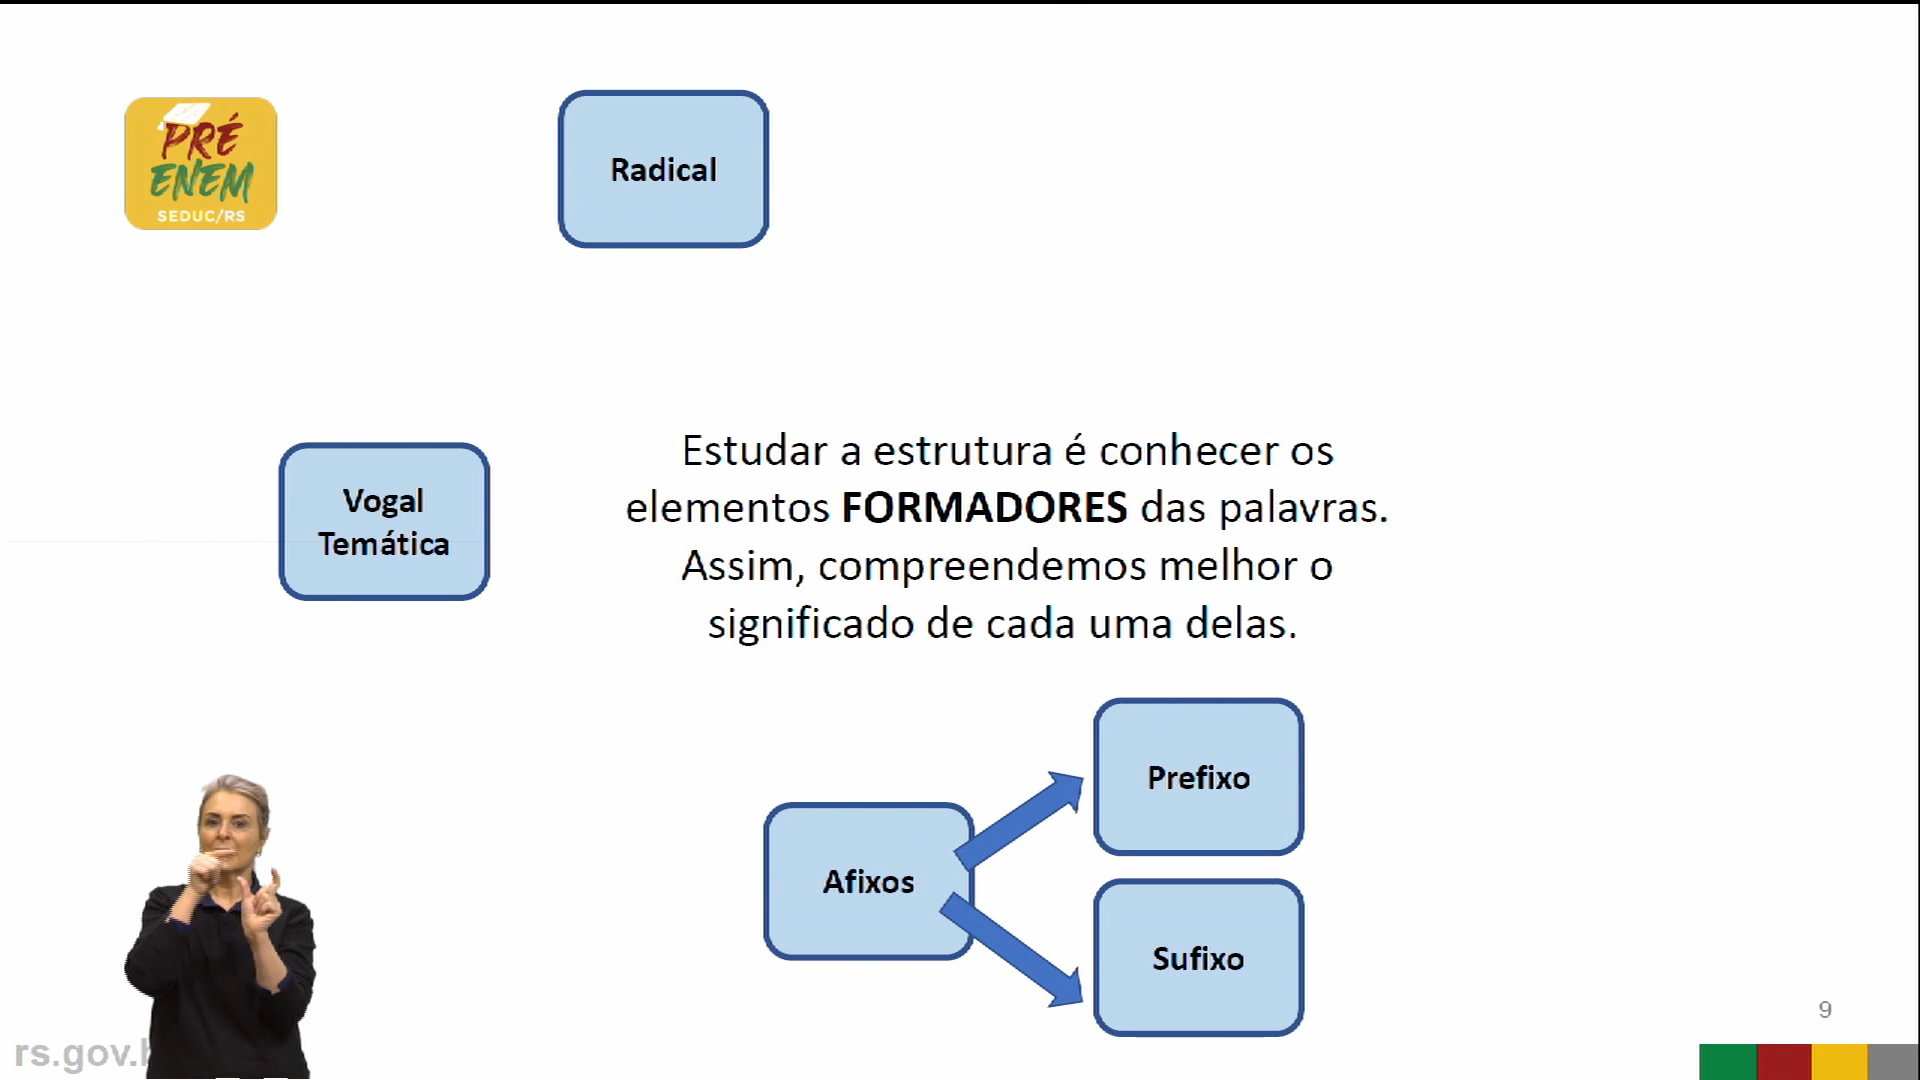 PRÉ
ENEM
SEDUC/RS
Radical
Vogal
Temática
Estudar a estrutura é conhecer os
elementos FORMADORES das palavras.
Assim, compreendemos melhor o
significado de cada uma delas.
Afixos
Prefixo
Sufixo
9
rs.gov.